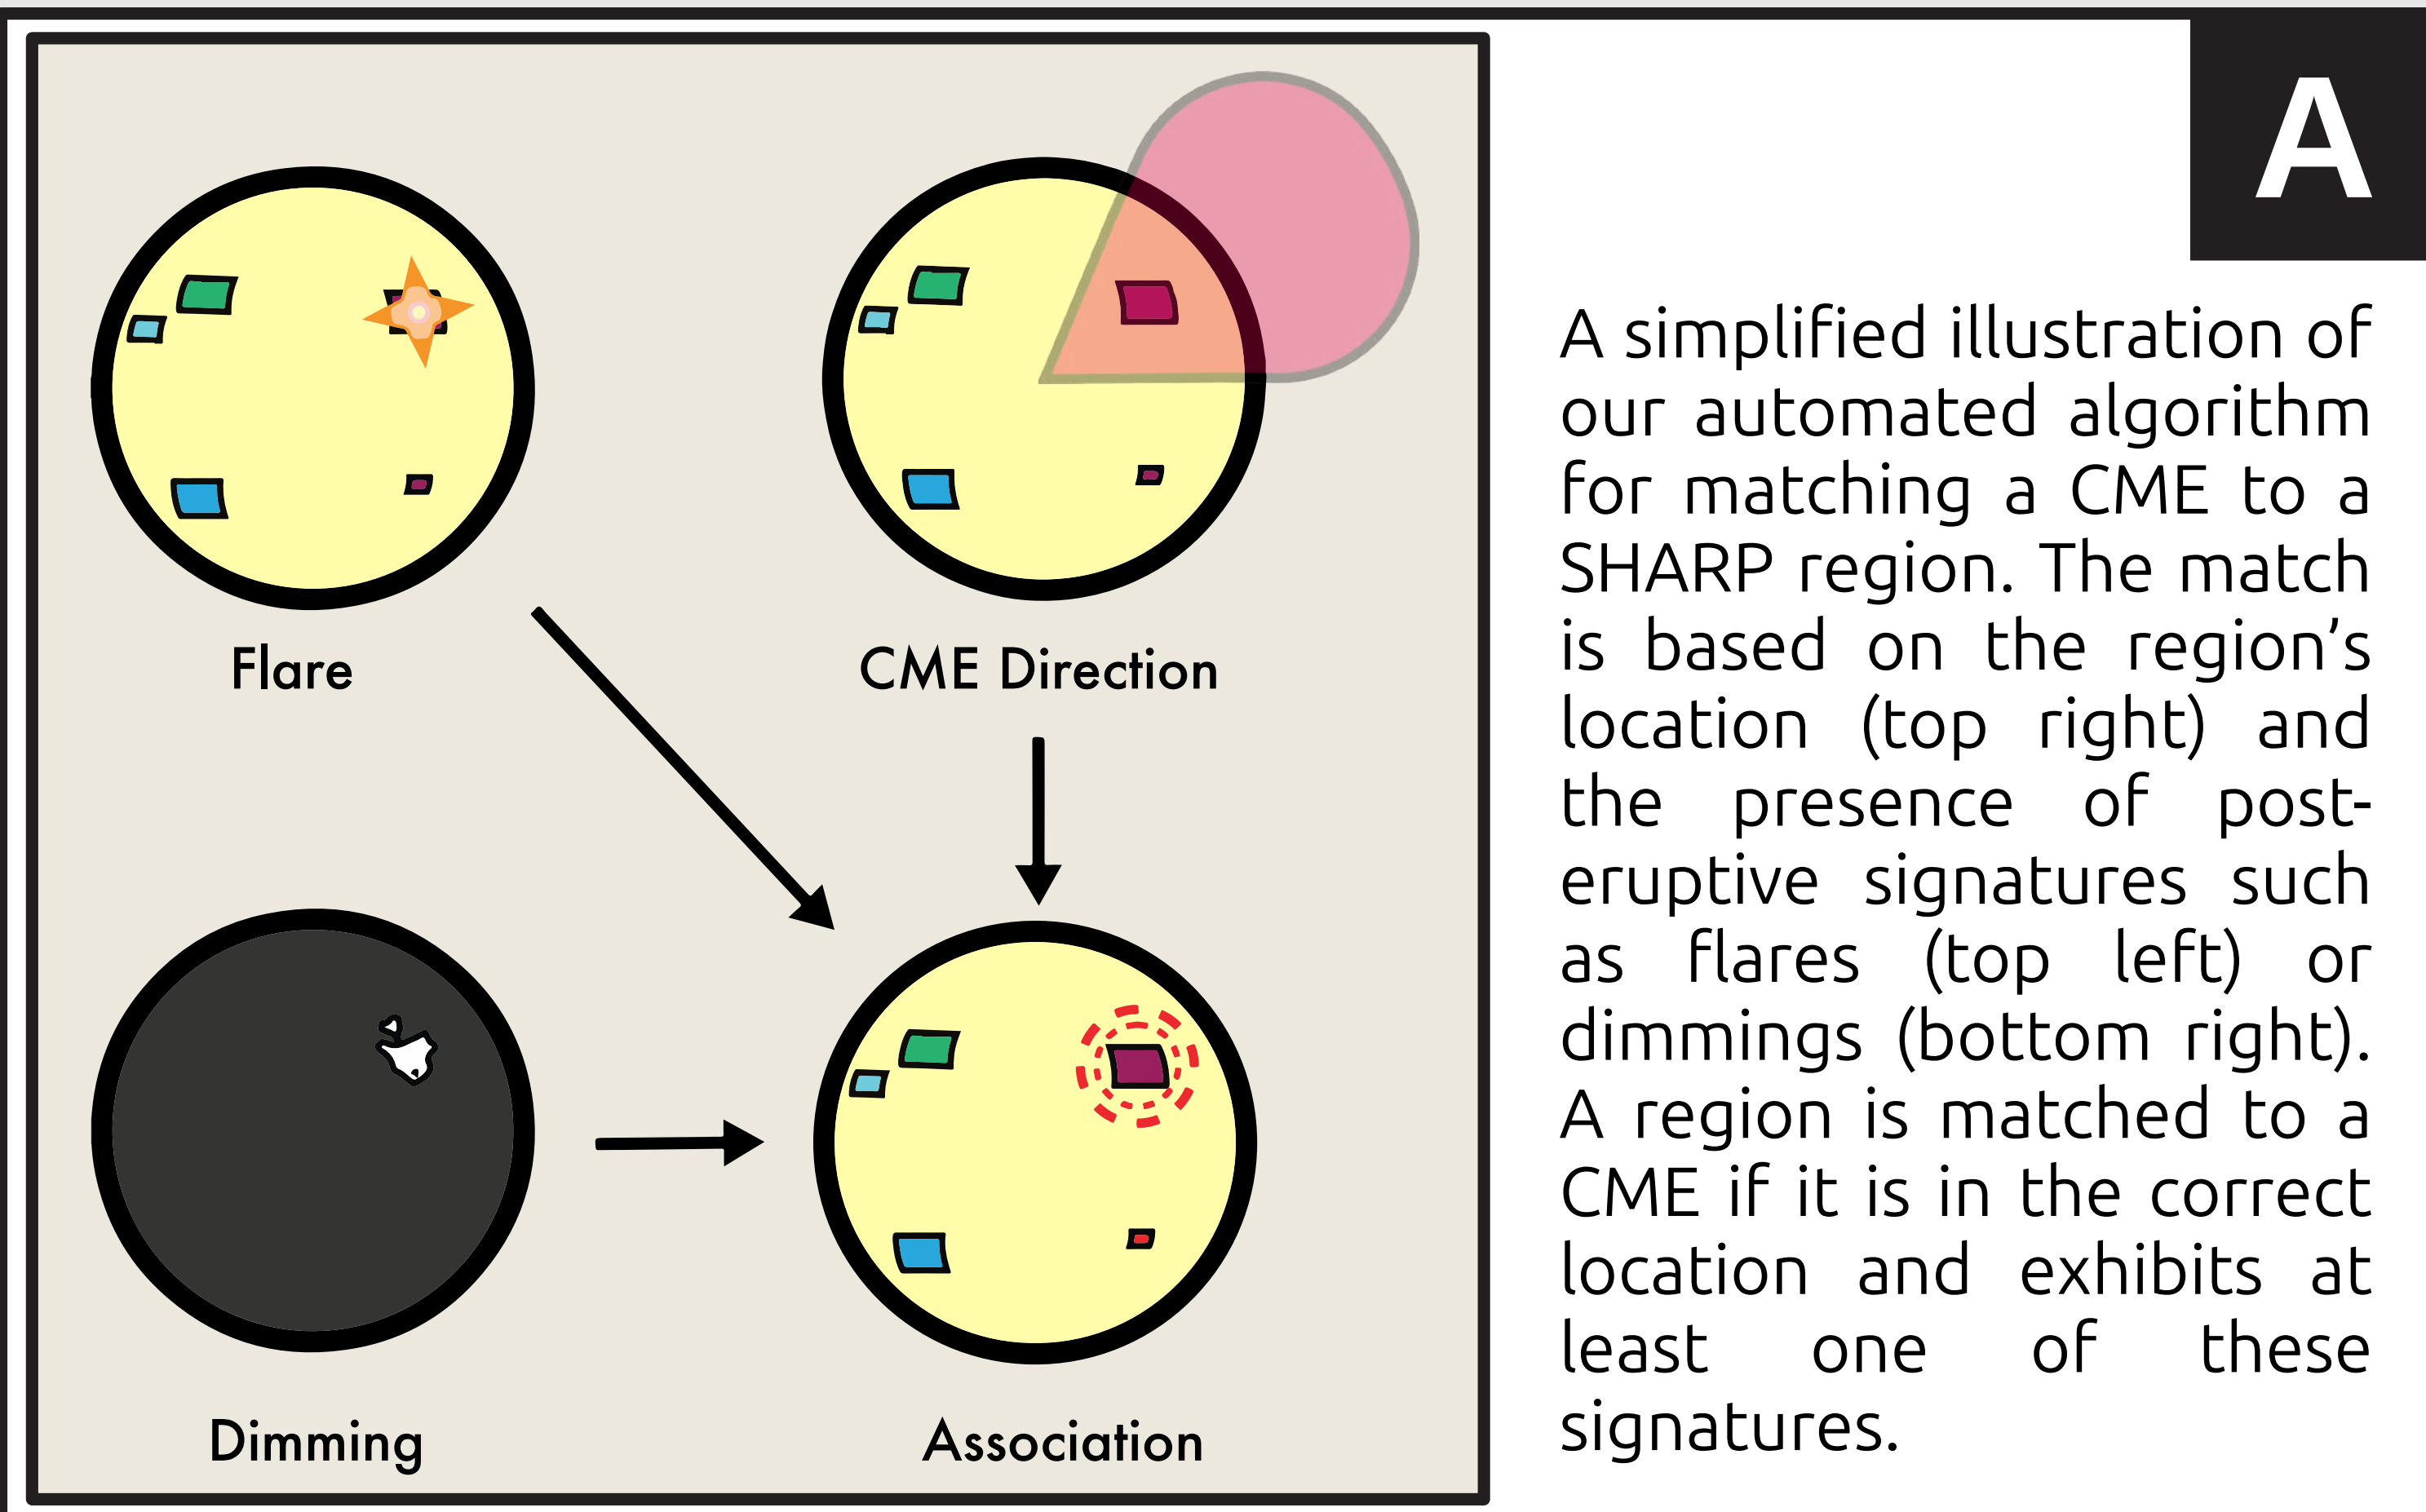 A
Flare
CME Direction
Dimming
Association
A simplified illustration of
our automated algorithm
for matching a CME to a
SHARP region. The match
is based on the region’s
location (top right) and
the presence of post-
eruptive signatures such
as flares (top left) or
dimmings (bottom right).
A region is matched to a
CME if it is in the correct
location and exhibits at
least one of these
signatures.